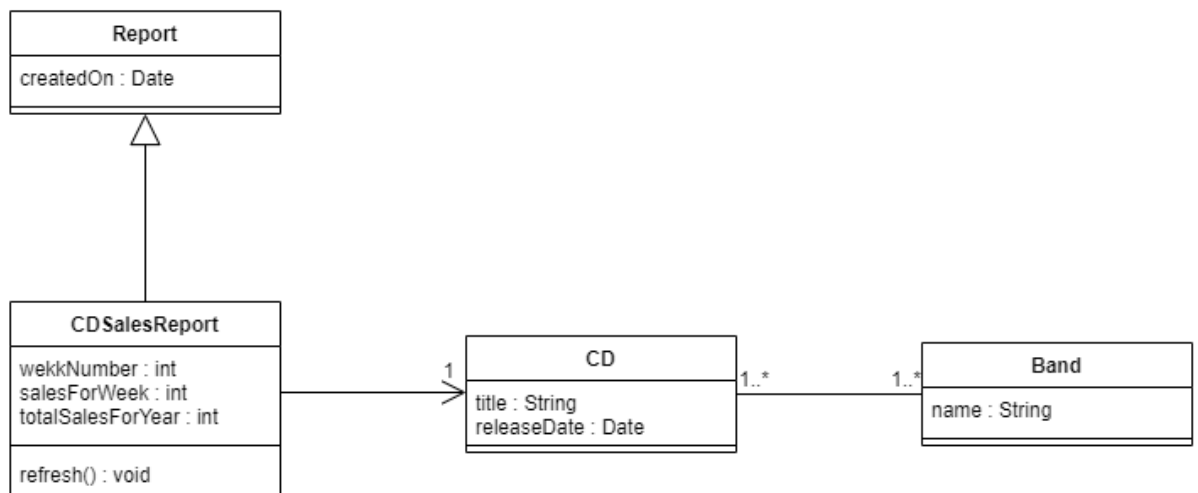 Report
createdOn : Date
CDSalesReport
wekkNumber : int
salesForWeek : int
totalSalesForYear : int
refresh() : void
1
CD
title : String
releaseDate : Date
1..*
1..*
Band
name : String